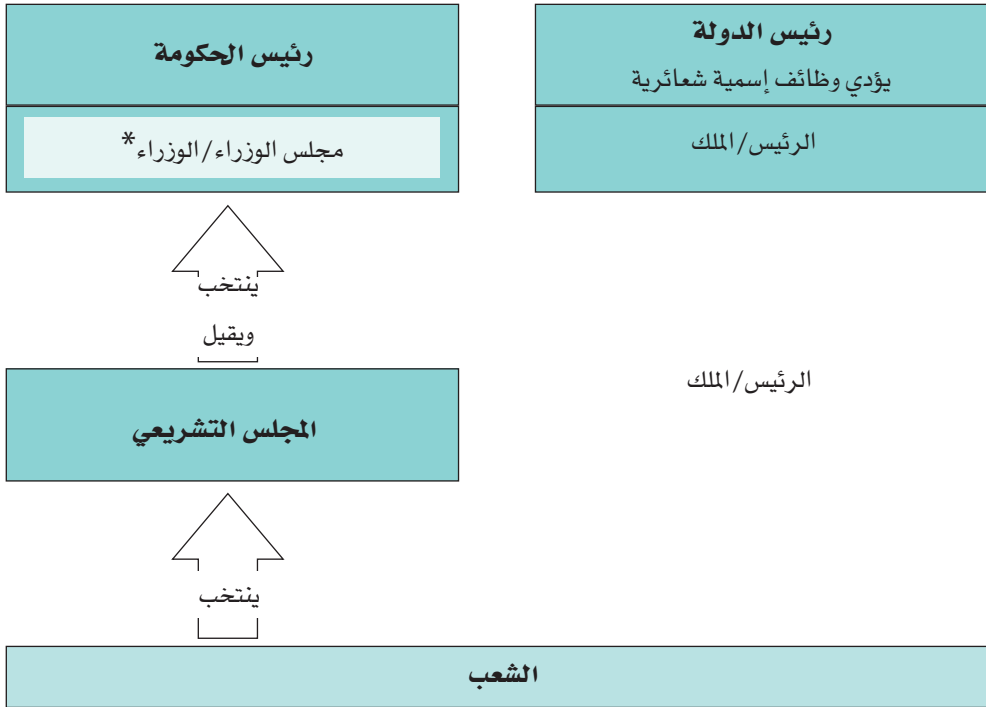 رئيس الدولة
يؤدي وظائف إسمية شعائرية
الرئيس/الملك
رئيس الحكومة
مجلس الوزراء/الوزراء*
ينتخب
ويقيل
الرئيس/الملك
المجلس التشريعي
ينتخب
الشعب